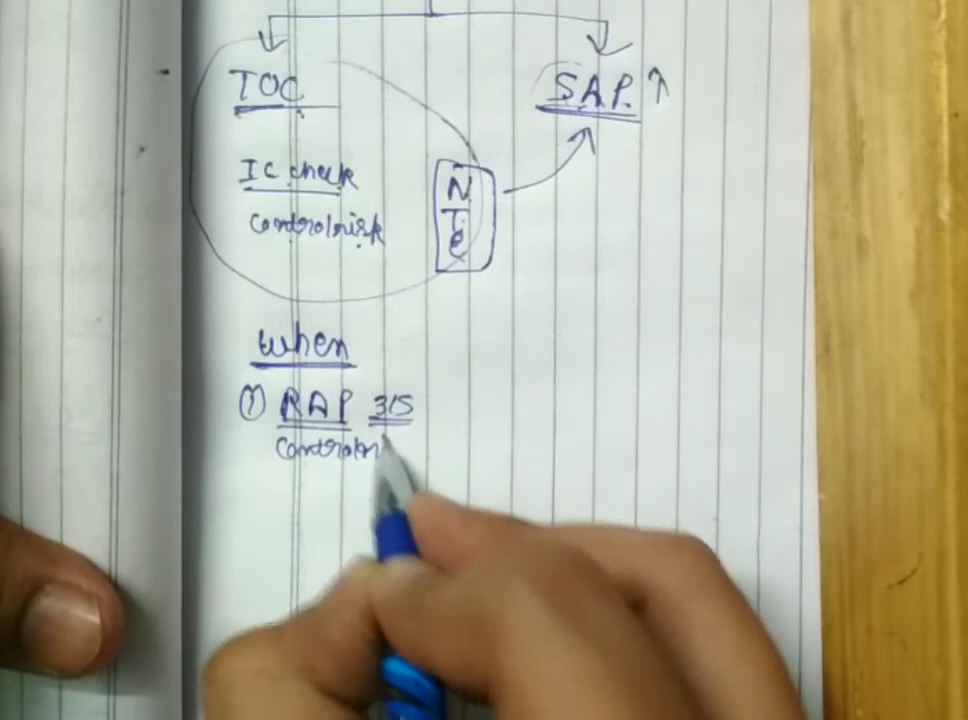 TOC
SAP ↑
IC check
Control risk
NTE
When
① RAP 315
Control r